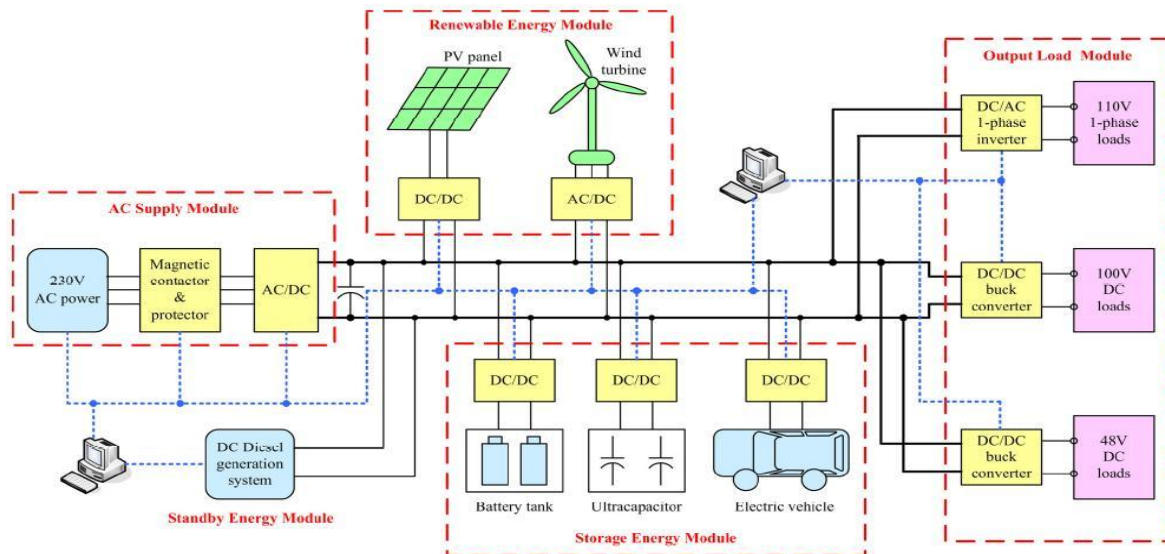 Renewable Energy Module
PV panel
Wind
turbine
DC/DC
AC/DC
Output Load Module
DC/AC
1-phase
inverter
110V
1-phase
loads
DC/DC
buck
converter
100V
DC
loads
DC/DC
buck
converter
48V
DC
loads
AC Supply Module
230V
AC power
Magnetic
contactor
&
protector
AC/DC
DC Diesel
generation
system
Standby Energy Module
DC/DC
DC/DC
DC/DC
Battery tank
Ultracapacitor
Electric vehicle
Storage Energy Module